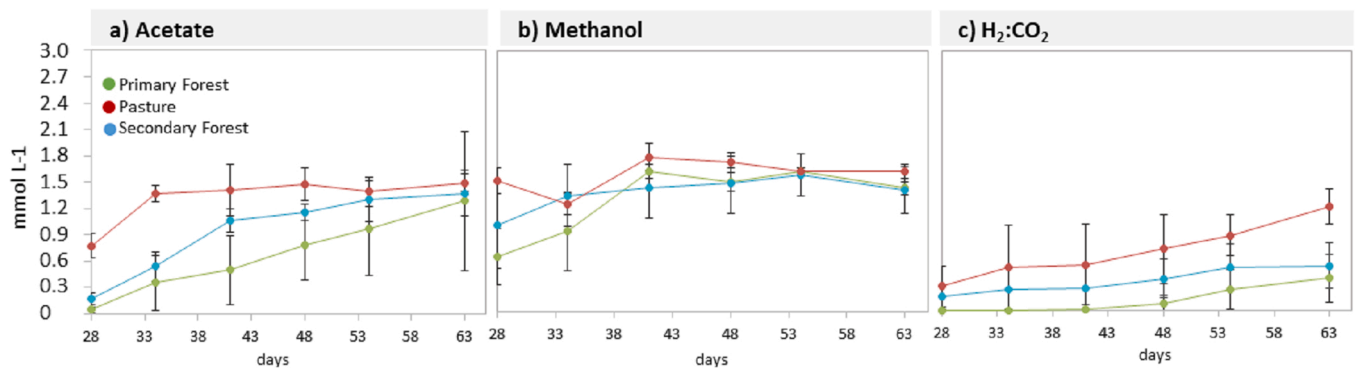 a) Acetate
b) Methanol
c) H₂:CO₂
3.0
2.7
2.4
2.1
1.8
1.5
1.2
0.9
0.6
0.3
0
mmol L-1
Primary Forest
Pasture
Secondary Forest
28 33 38 43 48 53 58 63
28 33 38 43 48 53 58 63
28 33 38 43 48 53 58 63
days
days
days